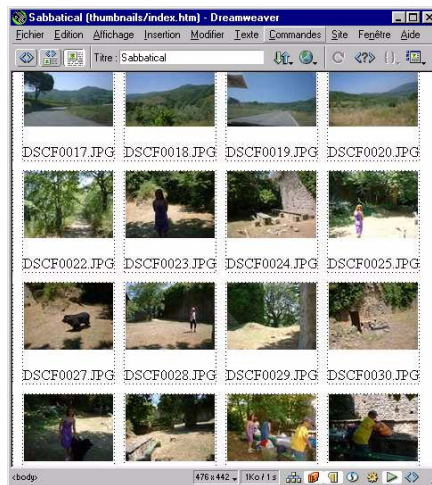 Sabbatical (thumbnails/index.htm) - Dreamweaver
Fichier Edition Affichage Insertion Modifier Texte Commandes Site Fenêtre Aide
Titre : Sabbatical
DSCF0017.JPG DSCF0018.JPG DSCF0019.JPG DSCF0020.JPG
DSCF0022.JPG DSCF0023.JPG DSCF0024.JPG DSCF0025.JPG
DSCF0027.JPG DSCF0028.JPG DSCF0029.JPG DSCF0030.JPG
<body> 476 x 442 1Ko / 1 s